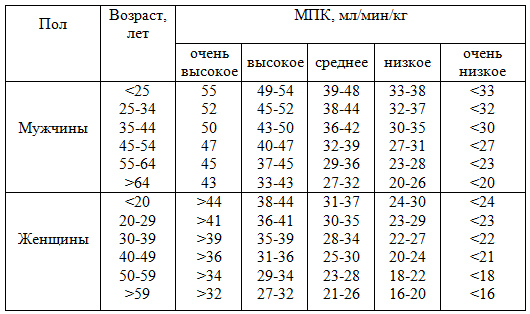 Пол Возраст, лет МПК, мл/мин/кг
очень высокое высокое среднее низкое очень низкое
Мужчины
<25 55 49-54 39-48 33-38 <33
25-34 52 45-52 38-44 32-37 <32
35-44 50 43-50 36-42 30-35 <30
45-54 47 40-47 32-39 27-31 <27
55-64 45 37-45 29-36 23-28 <23
>64 43 33-43 27-32 20-26 <20
Женщины
<20 >44 38-44 31-37 24-30 <24
20-29 >41 36-41 30-35 23-29 <23
30-39 >39 35-39 28-34 22-27 <22
40-49 >36 31-36 25-30 20-24 <21
50-59 >34 29-34 23-28 18-22 <18
>59 >32 27-32 21-26 16-20 <16